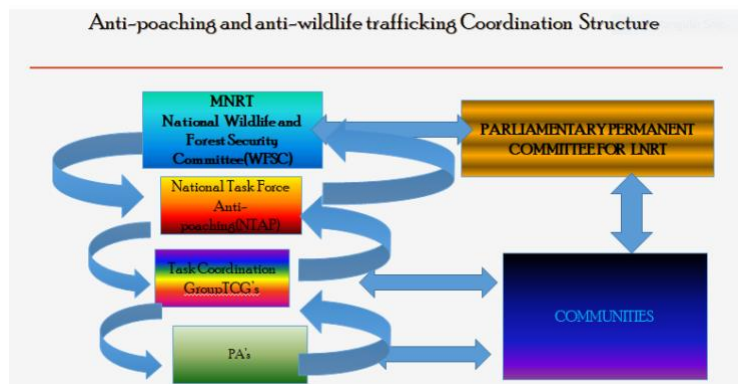 Anti-poaching and anti-wildlife trafficking Coordination Structure
MNRT
National Wildlife and
Forest Security
Committee(WFSC)
PARLIAMENTARY PERMANENT
COMMITTEE FOR LNRT
National Task Force
Anti-
poaching(NTAP)
Task Coordination
GroupTCG's
COMMUNITIES
PA's